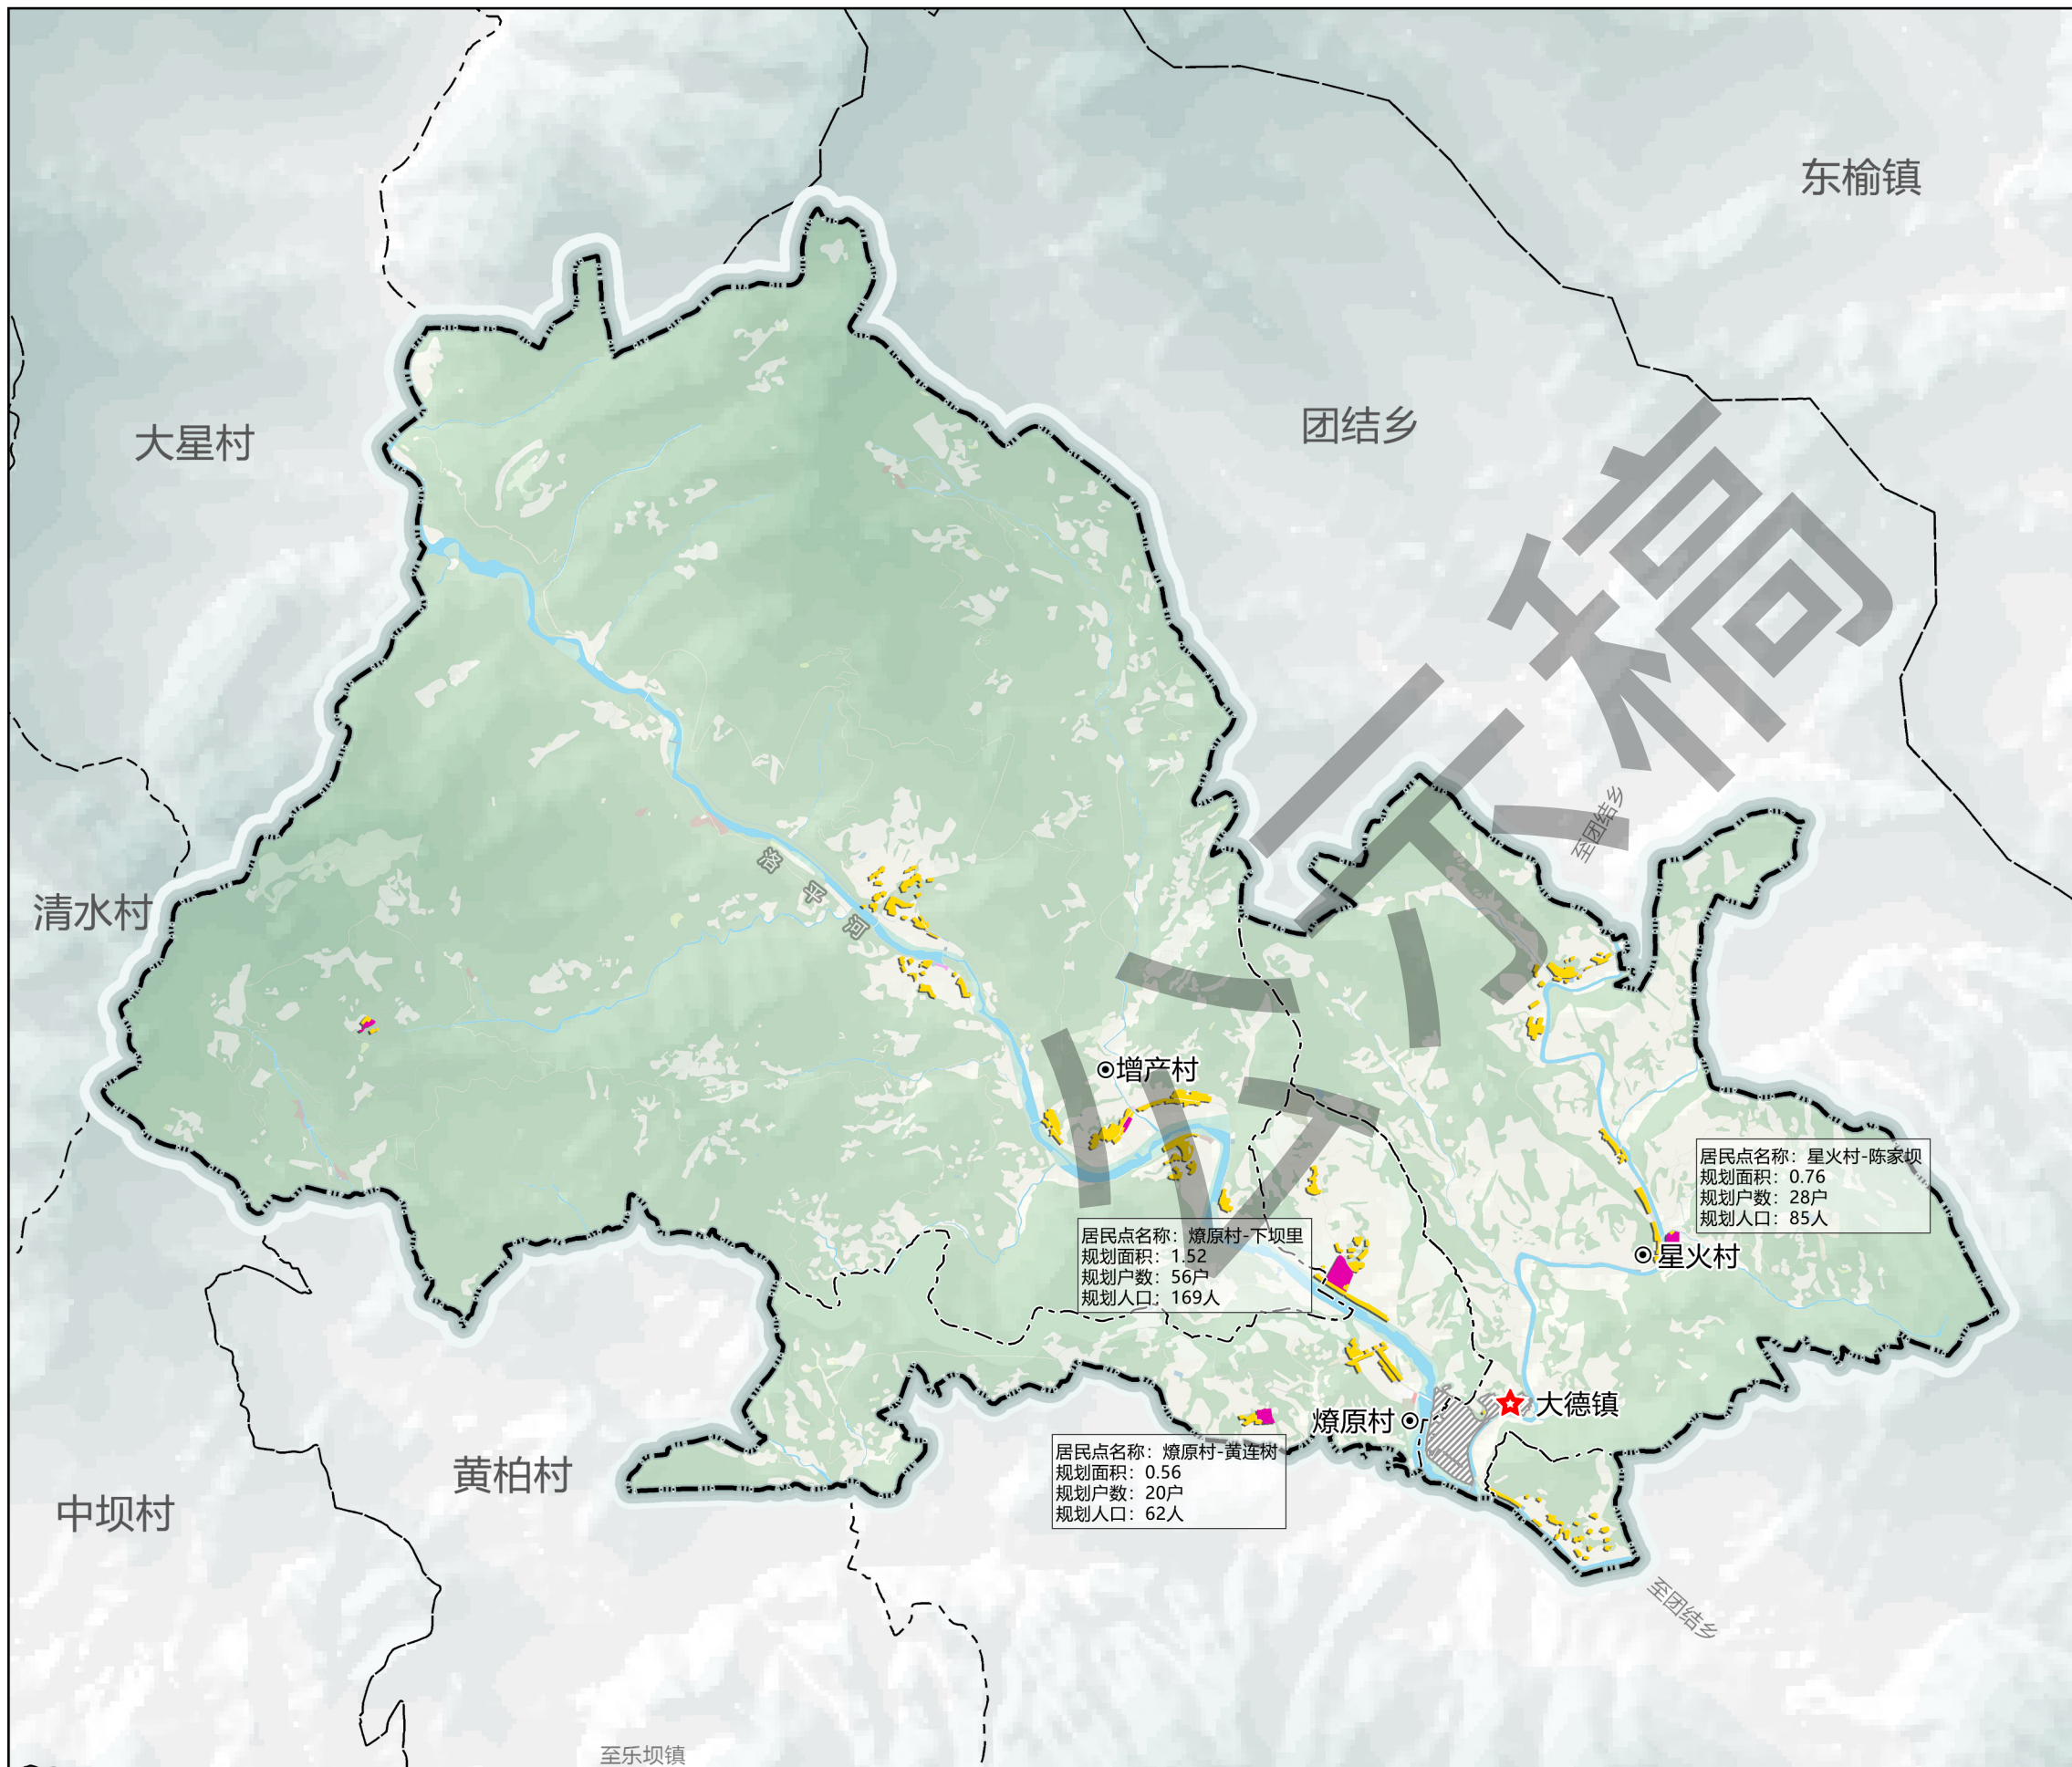 东榆镇
团结乡
大星村
至团结乡
清水村
增产村
居民点名称：星火村-陈家坝
规划面积：0.76
规划户数：28户
规划人口：85人
居民点名称：燎原村-下坝里
规划面积：1.52
规划户数：56户
规划人口：169人
星火村
大德镇
燎原村
居民点名称：燎原村-黄连树
规划面积：0.56
规划户数：20户
规划人口：62人
黄柏村
中坝村
至团结乡
至乐坝镇
公示稿